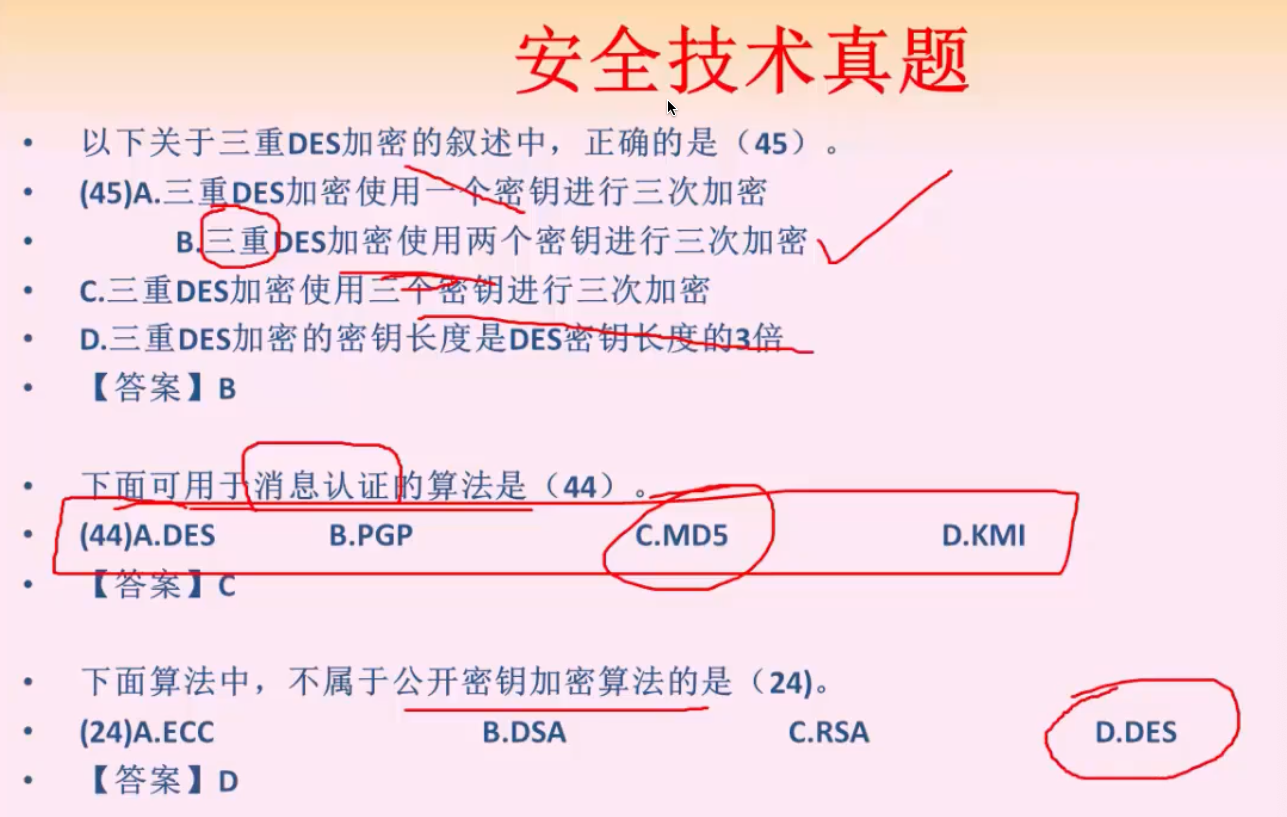 安全技术真题
• 以下关于三重DES加密的叙述中，正确的是（45）。
• (45)A.三重DES加密使用一个密钥进行三次加密
• B.三重DES加密使用两个密钥进行三次加密
• C.三重DES加密使用三个密钥进行三次加密
• D.三重DES加密的密钥长度是DES密钥长度的3倍
• 【答案】B
• 下面可用于消息认证的算法是（44）。
• (44)A.DES B.PGP C.MD5 D.KMI
• 【答案】C
• 下面算法中，不属于公开密钥加密算法的是（24)。
• (24)A.ECC B.DSA C.RSA D.DES
• 【答案】D